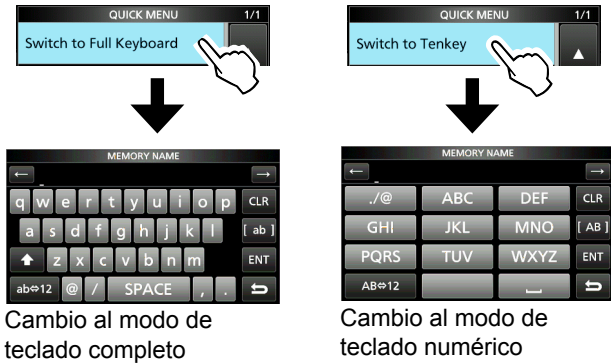 QUICK MENU 1/1
Switch to Full Keyboard
MEMORY NAME
← _ →
q w e r t y u i o p CLR
a s d f g h j k l [ ab ]
z x c v b n m ENT
ab⇔12 @ / SPACE , .
Cambio al modo de
teclado completo
QUICK MENU 1/1
Switch to Tenkey
MEMORY NAME
← _ →
./@ ABC DEF CLR
GHI JKL MNO [ AB ]
PQRS TUV WXYZ ENT
AB⇔12
Cambio al modo de
teclado numérico